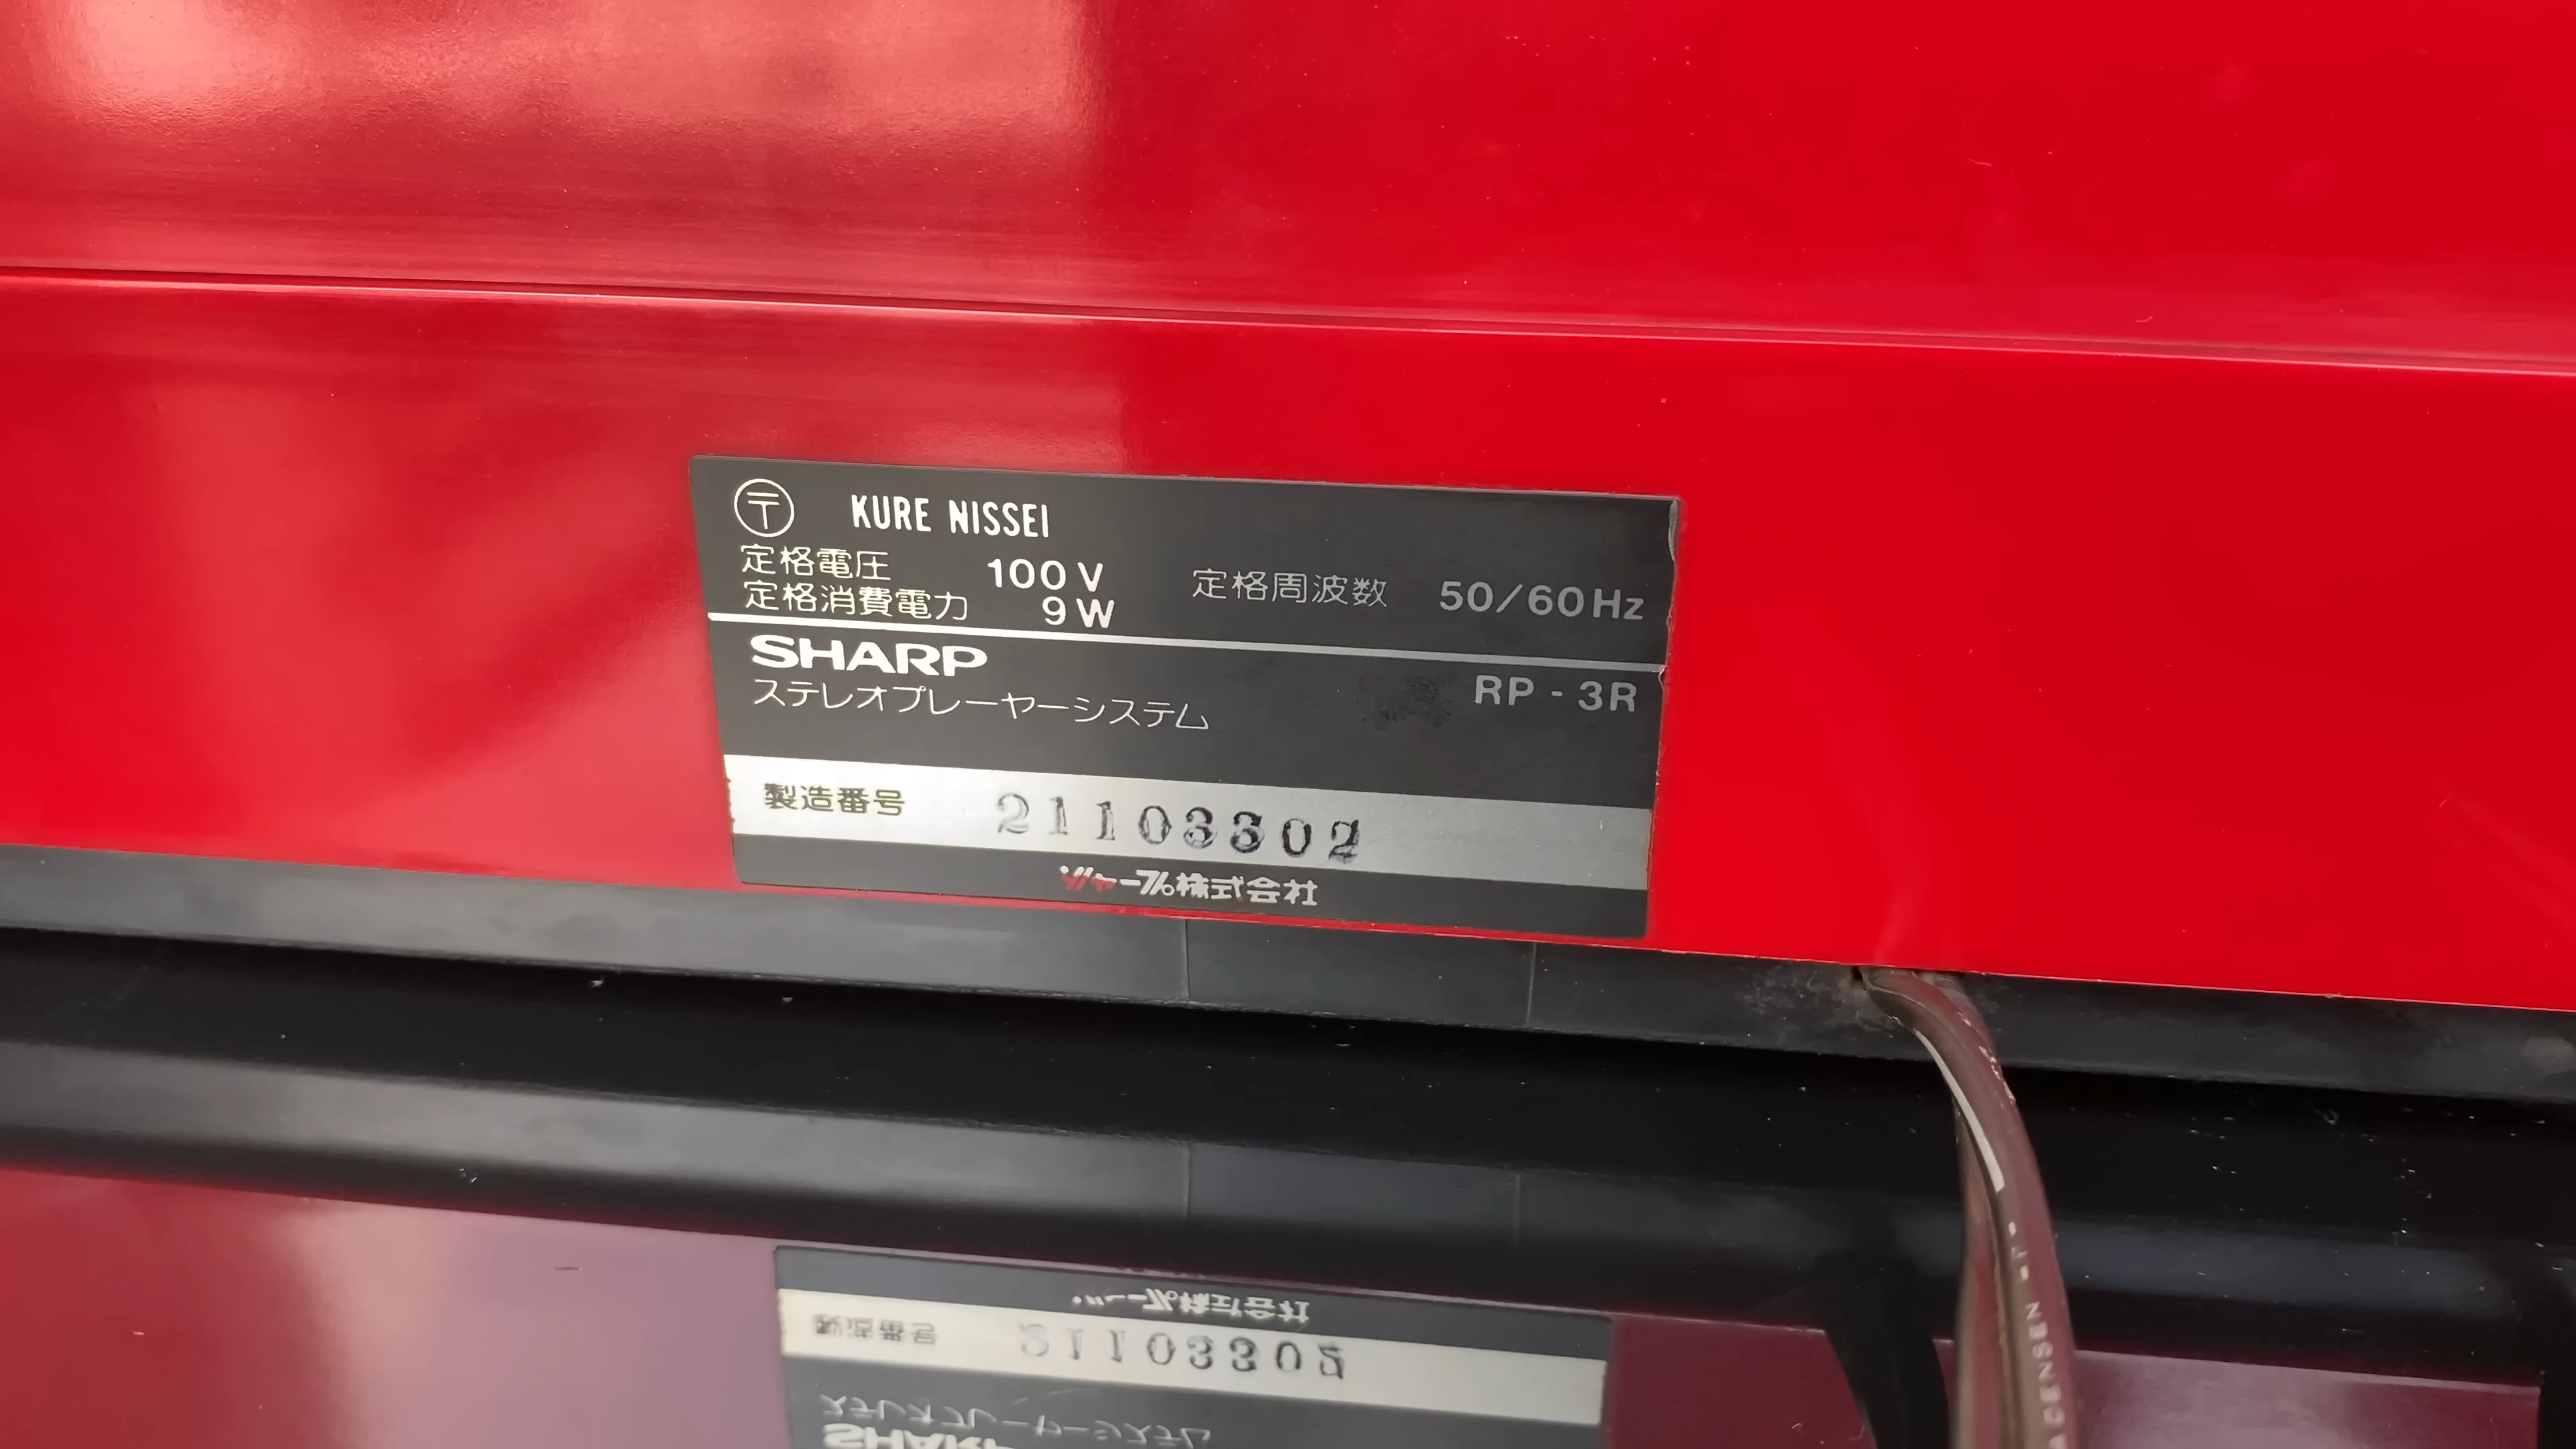 〒 KURE NISSEI
定格電圧 100V 定格周波数 50/60Hz
定格消費電力 9W
SHARP
ステレオプレーヤーシステム RP-3R
製造番号 21103302
シャープ株式会社